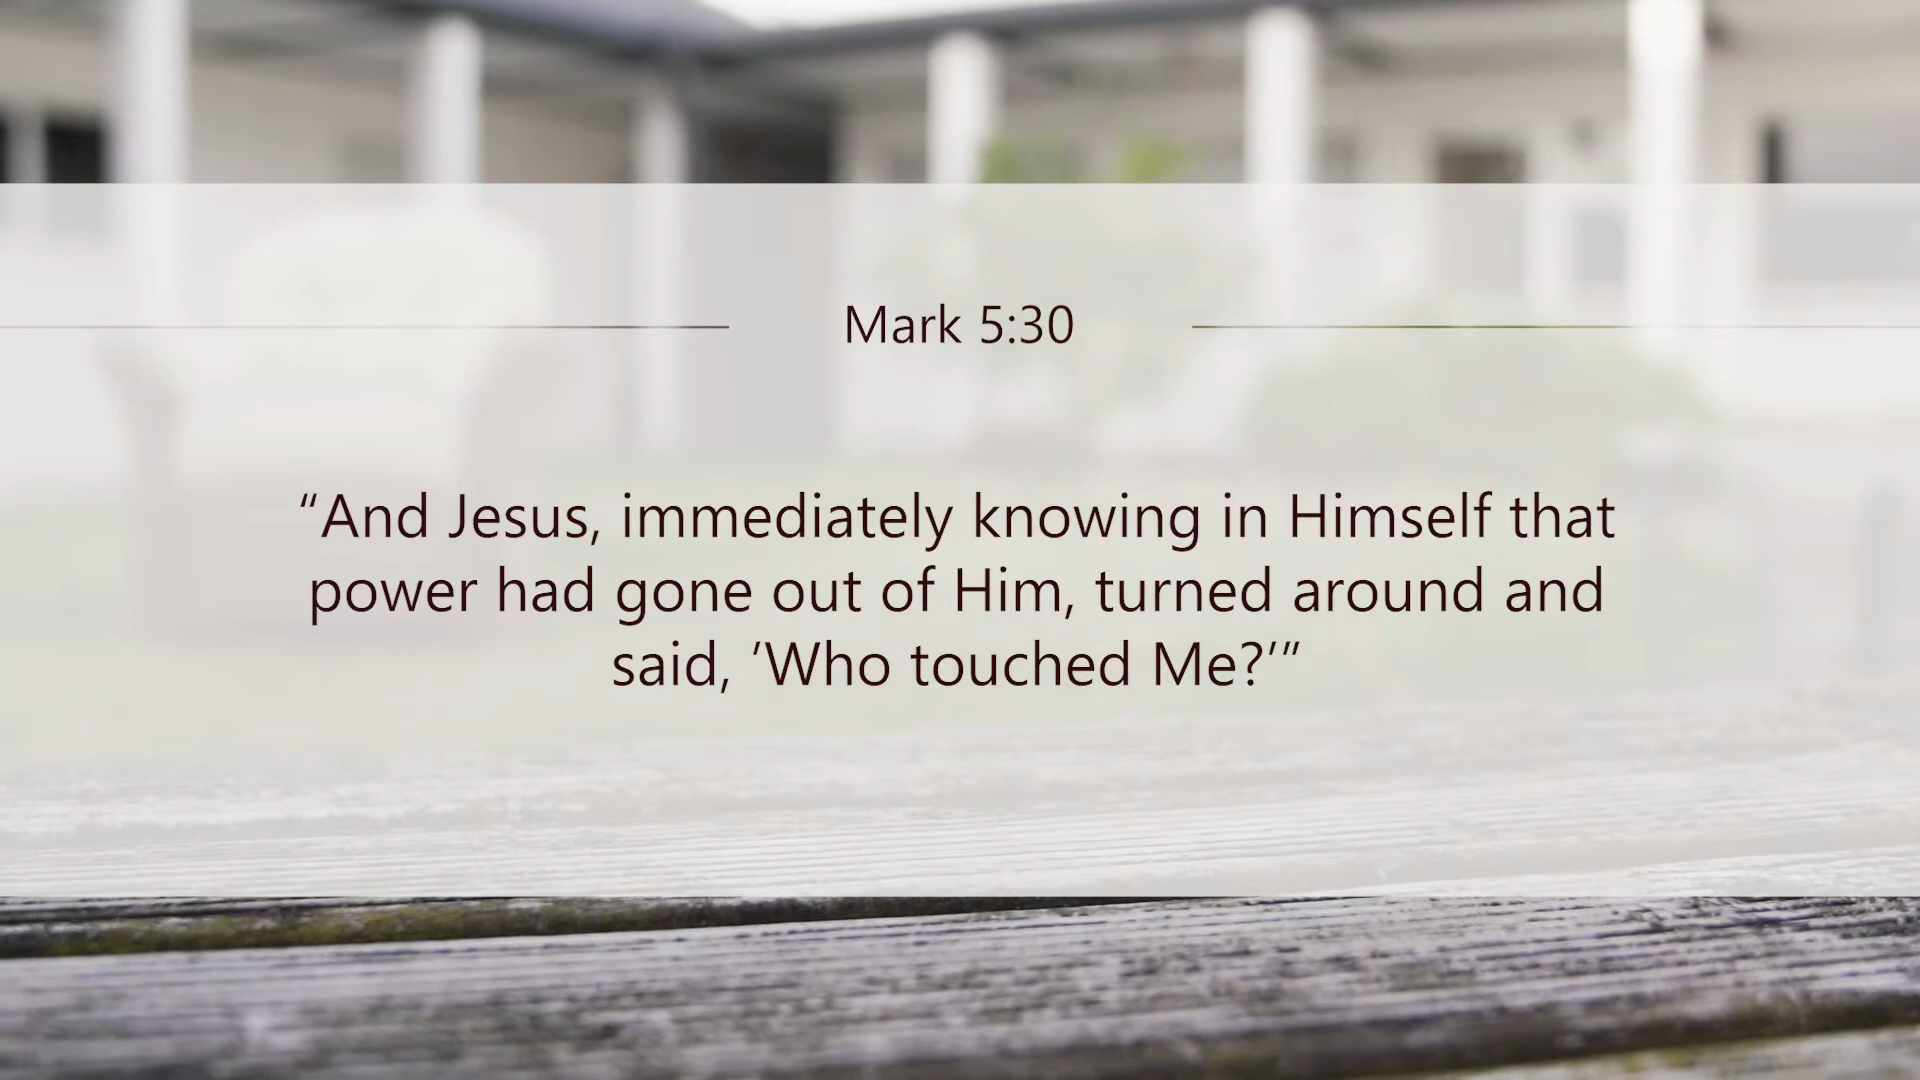 Mark 5:30
“And Jesus, immediately knowing in Himself that
power had gone out of Him, turned around and
said, ’Who touched Me?’”